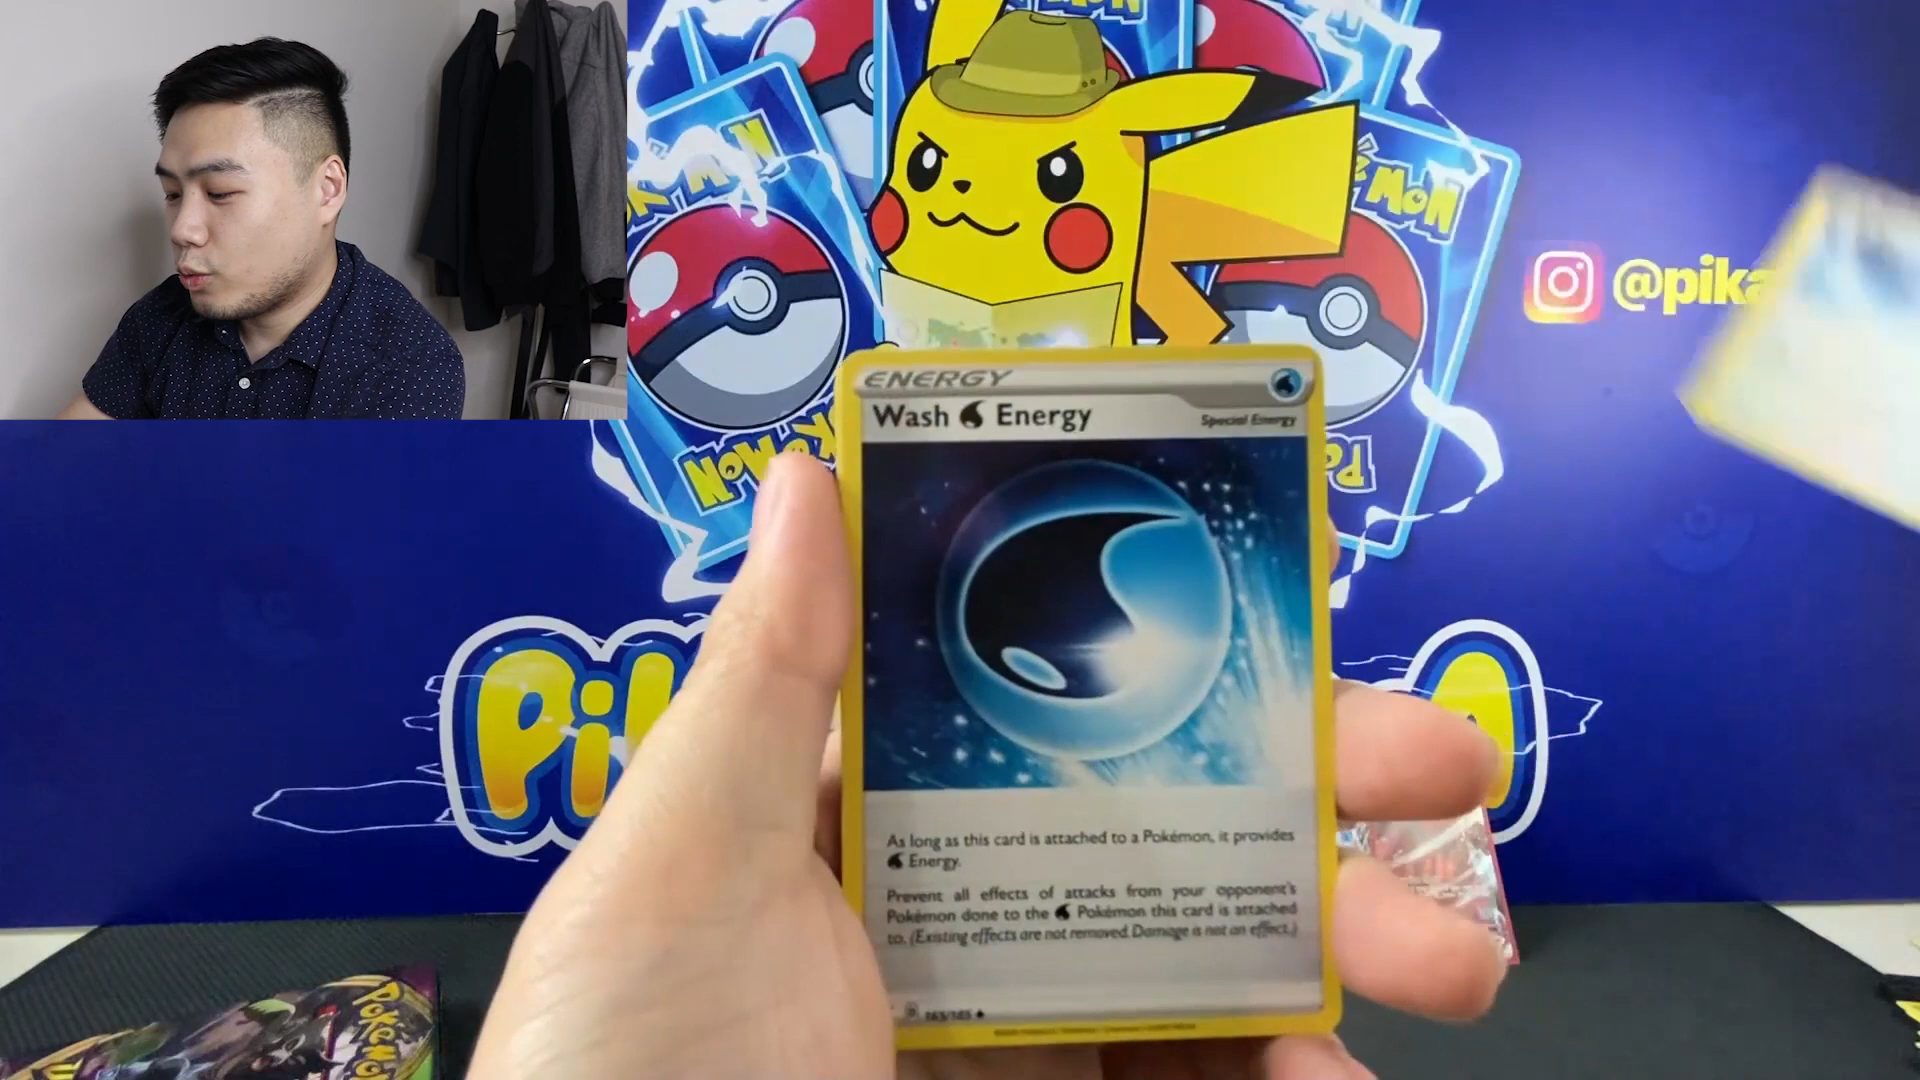 POKéMON
@pika
POKéMON
ENERGY
Wash Energy
Special Energy
As long as this card is attached to a Pokémon, it provides
Energy.
Prevent all effects of attacks from your opponent's
Pokémon done to the Pokémon this card is attached
to. (Existing effects are not removed. Damage is not an effect.)
165/185